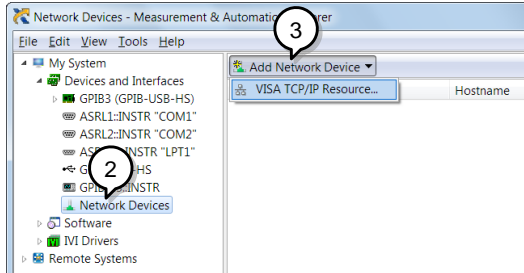 Network Devices - Measurement & Automation Explorer
3
File Edit View Tools Help
My System
Add Network Device
Devices and Interfaces
VISA TCP/IP Resource...
Hostname
GPIB3 (GPIB-USB-HS)
ASRL1::INSTR "COM1"
ASRL2::INSTR "COM2"
INSTR "LPT1"
2
-HS
INSTR
Network Devices
Software
IVI Drivers
Remote Systems